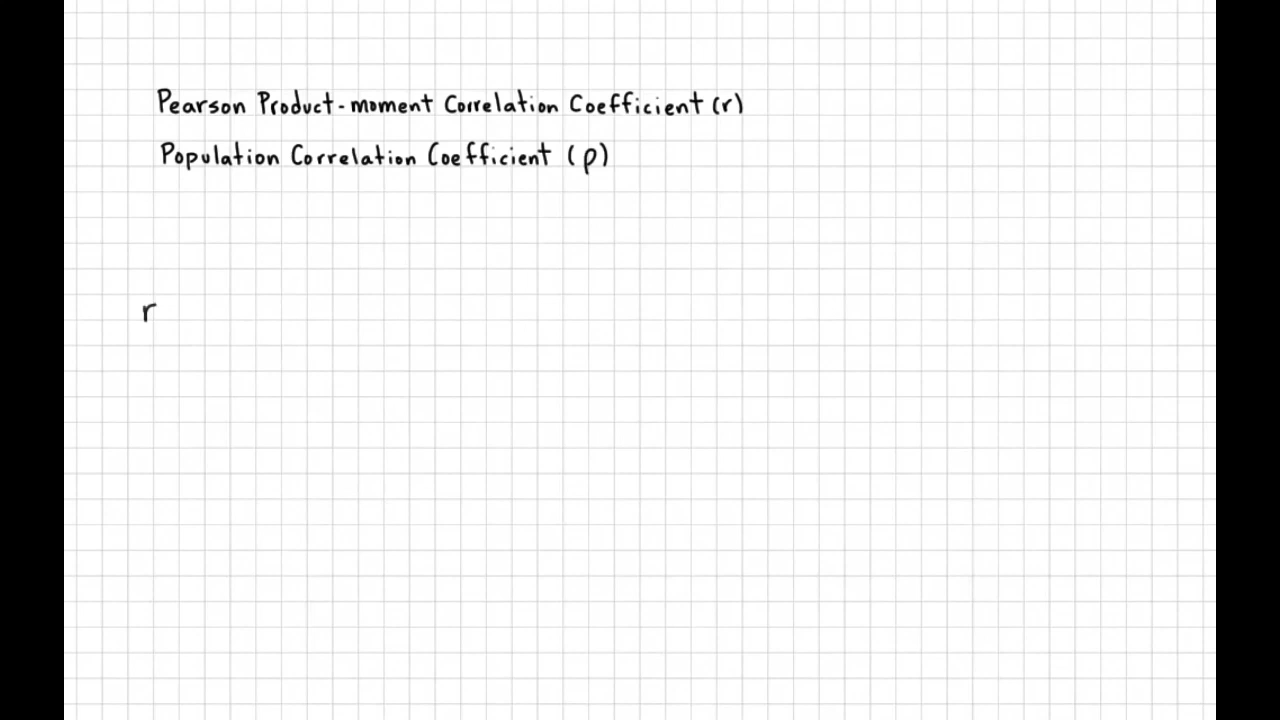 Pearson Product-moment Correlation Coefficient (r)
Population Correlation Coefficient (ρ)
r